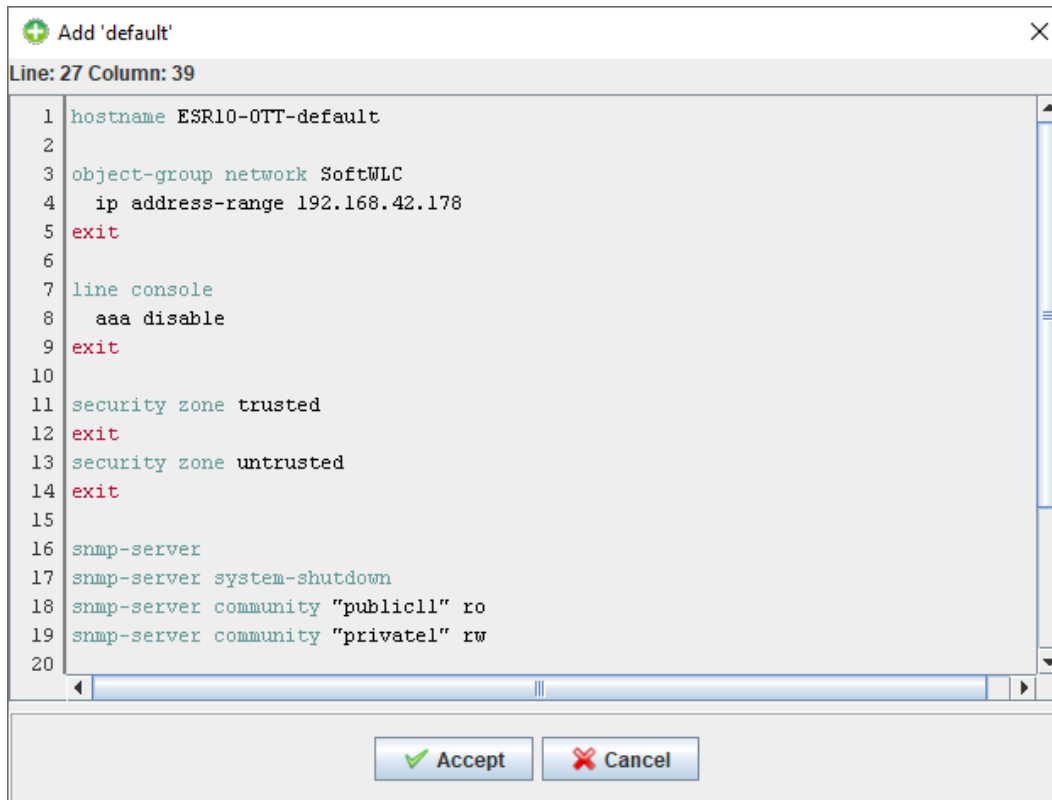 Add 'default'
Line: 27 Column: 39
1 hostname ESR10-OTT-default
2
3 object-group network SoftWLC
4 ip address-range 192.168.42.178
5 exit
6
7 line console
8 aaa disable
9 exit
10
11 security zone trusted
12 exit
13 security zone untrusted
14 exit
15
16 snmp-server
17 snmp-server system-shutdown
18 snmp-server community "public11" ro
19 snmp-server community "private1" rw
20
Accept Cancel